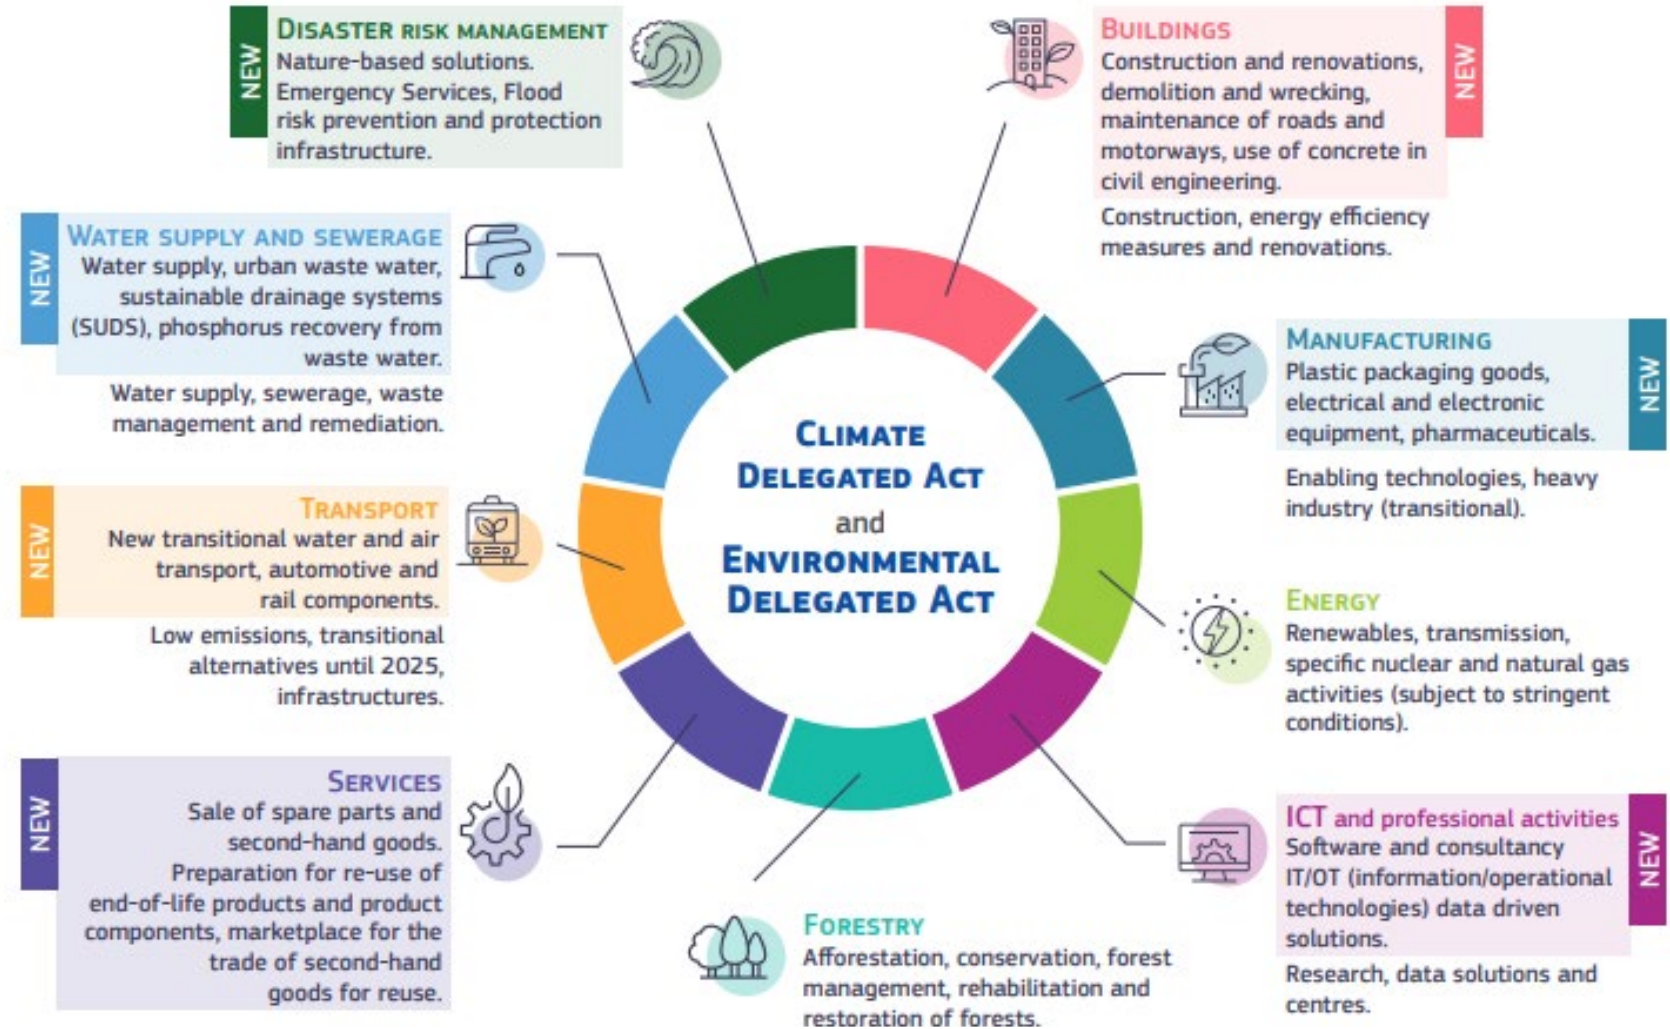 NEW
DISASTER RISK MANAGEMENT
Nature-based solutions.
Emergency Services, Flood
risk prevention and protection
infrastructure.
BUILDINGS
Construction and renovations,
demolition and wrecking,
maintenance of roads and
motorways, use of concrete in
civil engineering.
NEW
Construction, energy efficiency
measures and renovations.
NEW
WATER SUPPLY AND SEWERAGE
Water supply, urban waste water,
sustainable drainage systems
(SUDS), phosphorus recovery from
waste water.
Water supply, sewerage, waste
management and remediation.
MANUFACTURING
Plastic packaging goods,
electrical and electronic
equipment, pharmaceuticals.
NEW
Enabling technologies, heavy
industry (transitional).
CLIMATE
DELEGATED ACT
and
ENVIRONMENTAL
DELEGATED ACT
NEW
TRANSPORT
New transitional water and air
transport, automotive and
rail components.
Low emissions, transitional
alternatives until 2025,
infrastructures.
ENERGY
Renewables, transmission,
specific nuclear and natural gas
activities (subject to stringent
conditions).
NEW
SERVICES
Sale of spare parts and
second-hand goods.
Preparation for re-use of
end-of-life products and product
components, marketplace for the
trade of second-hand
goods for reuse.
ICT and professional activities
Software and consultancy
IT/OT (information/operational
technologies) data driven
solutions.
NEW
Research, data solutions and
centres.
FORESTRY
Afforestation, conservation, forest
management, rehabilitation and
restoration of forests.